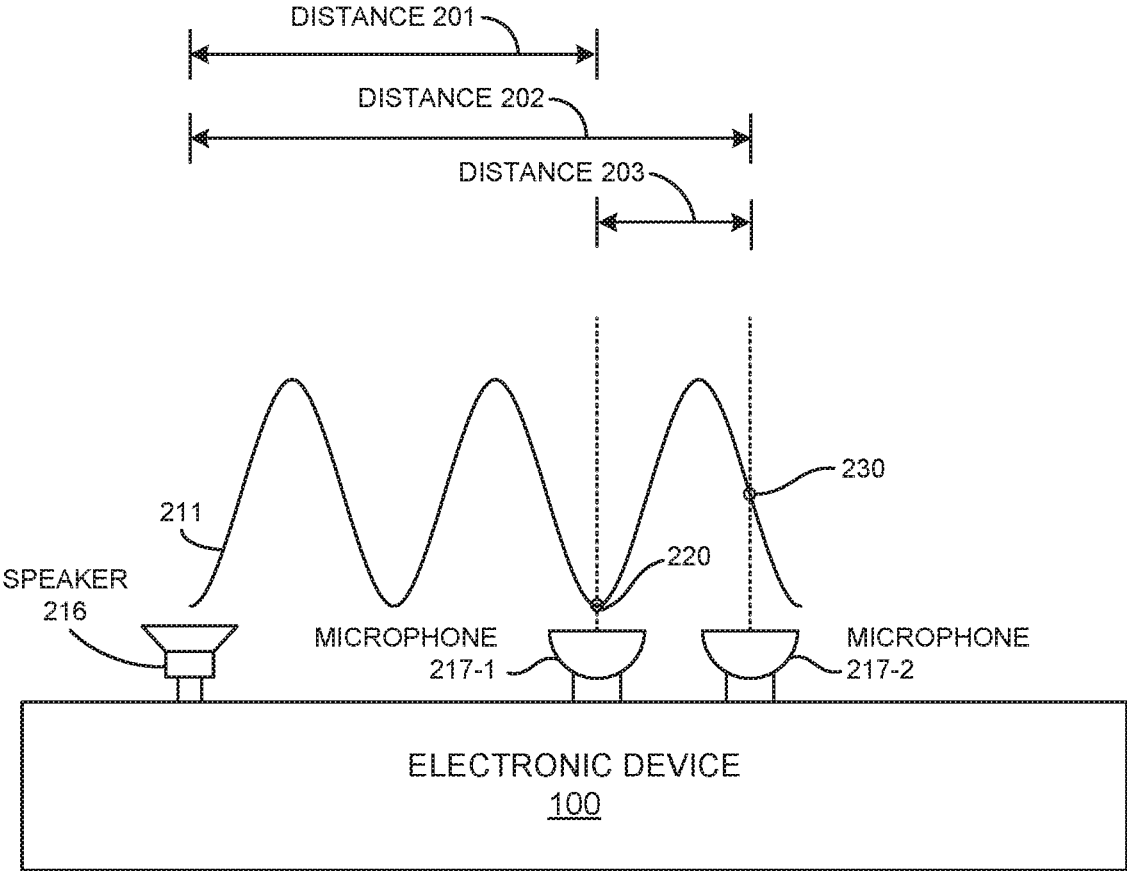 DISTANCE 201
DISTANCE 202
DISTANCE 203
230
211
220
SPEAKER
216
MICROPHONE
217-1
MICROPHONE
217-2
ELECTRONIC DEVICE
100